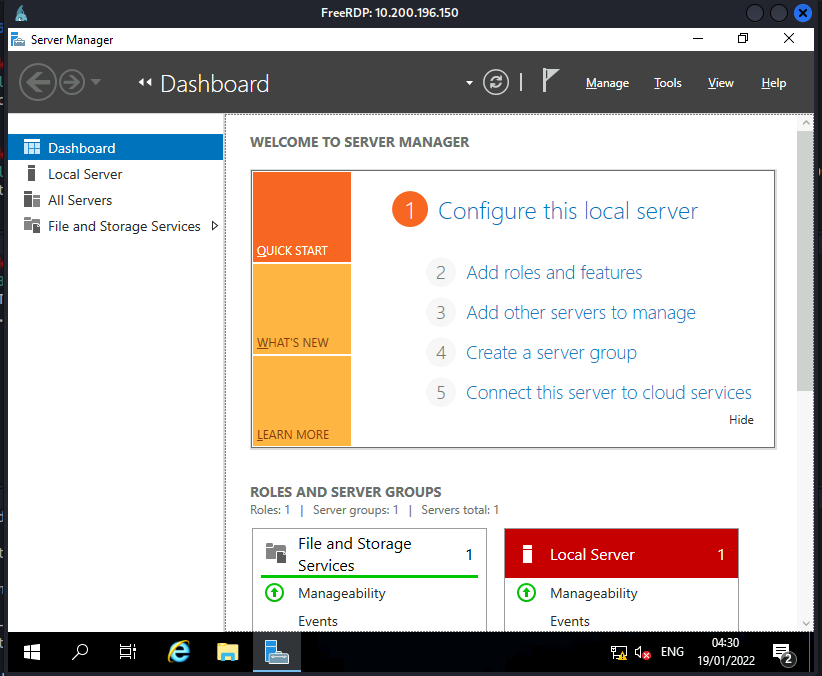 FreeRDP: 10.200.196.150
Server Manager
Dashboard
Manage Tools View Help
Dashboard
Local Server
All Servers
File and Storage Services
WELCOME TO SERVER MANAGER
QUICK START
WHAT'S NEW
LEARN MORE
1 Configure this local server
2 Add roles and features
3 Add other servers to manage
4 Create a server group
5 Connect this server to cloud services
Hide
ROLES AND SERVER GROUPS
Roles: 1 | Server groups: 1 | Servers total: 1
File and Storage
Services
1
Manageability
Events
Local Server 1
Manageability
Events
ENG
04:30
19/01/2022
2